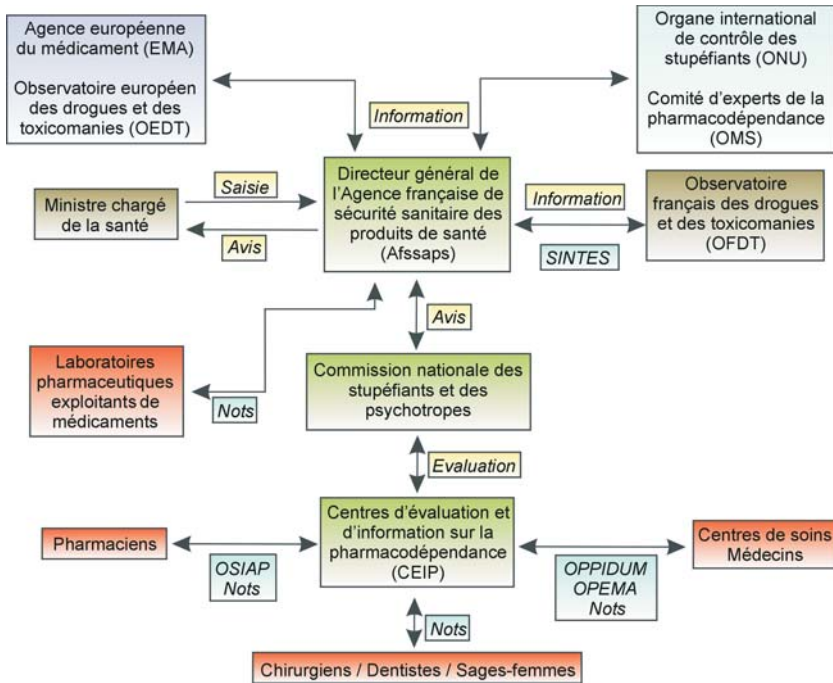 Agence européenne
du médicament (EMA)
Observatoire européen
des drogues et des
toxicomanies (OEDT)
Organe international
de contrôle des
stupéfiants (ONU)
Comité d'experts de la
pharmacodépendance
(OMS)
Information
Ministre chargé
de la santé
Saisie
Avis
Directeur général de
l'Agence française de
sécurité sanitaire des
produits de santé
(Afssaps)
Information
SINTES
Observatoire
français des drogues
et des toxicomanies
(OFDT)
Avis
Laboratoires
pharmaceutiques
exploitants de
médicaments
Nots
Commission nationale des
stupéfiants et des
psychotropes
Evaluation
Pharmaciens
OSIAP
Nots
Centres d'évaluation et
d'information sur la
pharmacodépendance
(CEIP)
OPPIDUM
OPEMA
Nots
Centres de soins
Médecins
Nots
Chirurgiens / Dentistes / Sages-femmes